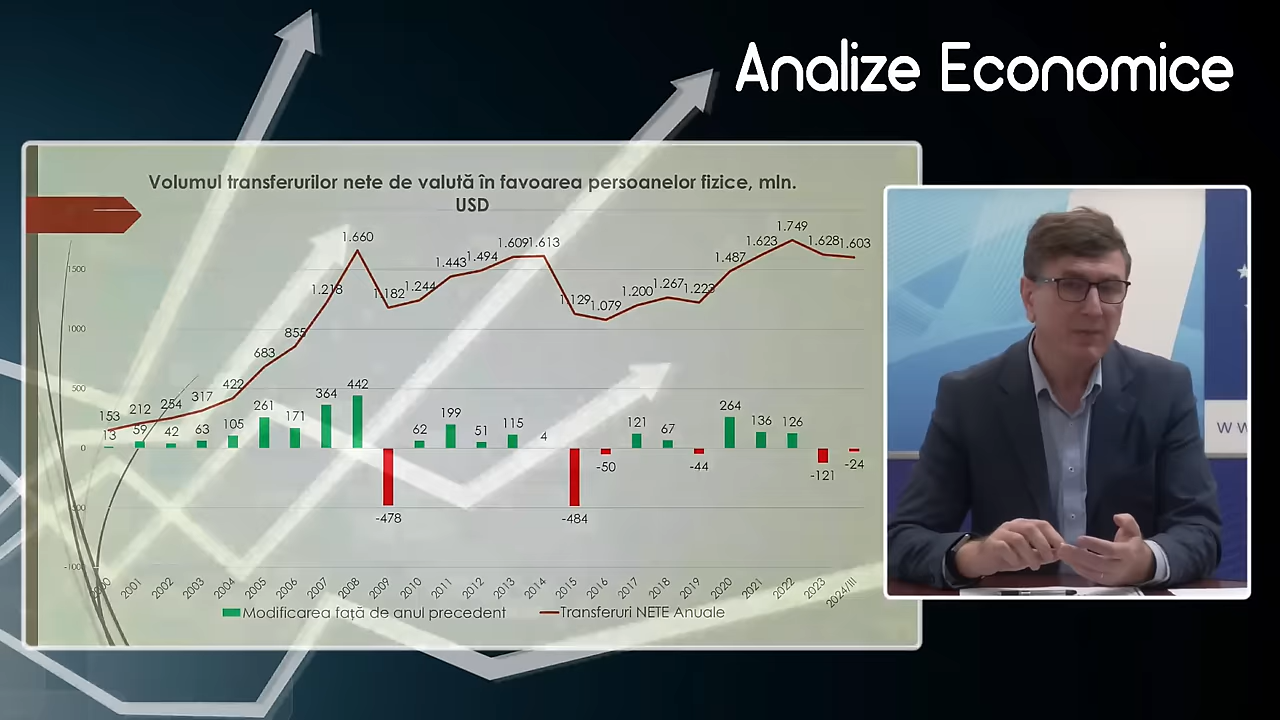 Analize Economice
Volumul transferurilor nete de valută în favoarea persoanelor fizice, mln.
USD
1500
1000
500
0
-1000
153 212 254 317 422 683 855 1.218 1.660 1.182 1.244 1.443 1.494 1.609 1.613 1.129 1.079 1.200 1.267 1.223 1.487 1.623 1.749 1.628 1.603
13 59 42 63 105 261 171 364 442 -478 62 199 51 115 4 -484 -50 121 67 -44 264 136 126 -121 -24
2000 2001 2002 2003 2004 2005 2006 2007 2008 2009 2010 2011 2012 2013 2014 2015 2016 2017 2018 2019 2020 2021 2022 2023 2024/III
Modificarea față de anul precedent Transferuri NETE Anuale